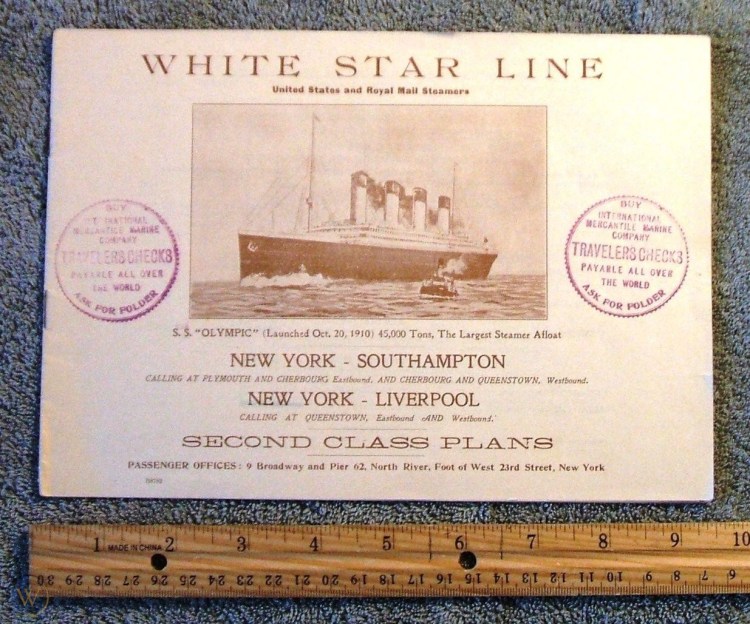 WHITE STAR LINE
United States and Royal Mail Steamers
BUY
INTERNATIONAL
MERCANTILE MARINE
COMPANY
TRAVELERS CHECKS
PAYABLE ALL OVER
THE WORLD
ASK FOR FOLDER
BUY
INTERNATIONAL
MERCANTILE MARINE
COMPANY
TRAVELERS CHECKS
PAYABLE ALL OVER
THE WORLD
ASK FOR FOLDER
S. S. "OLYMPIC" (Launched Oct. 20, 1910) 45,000 Tons, The Largest Steamer Afloat
NEW YORK - SOUTHAMPTON
CALLING AT PLYMOUTH AND CHERBOURG Eastbound, AND CHERBOURG AND QUEENSTOWN, Westbound.
NEW YORK - LIVERPOOL
CALLING AT QUEENSTOWN, Eastbound AND Westbound.
SECOND CLASS PLANS
PASSENGER OFFICES: 9 Broadway and Pier 62, North River, Foot of West 23rd Street, New York
1 MADE IN CHINA 2 3 4 5 6 7 8 9 10
30 29 28 27 26 25 24 23 22 21 20 19 18 17 16 15 14 13 12 11 10 9 8 7 6